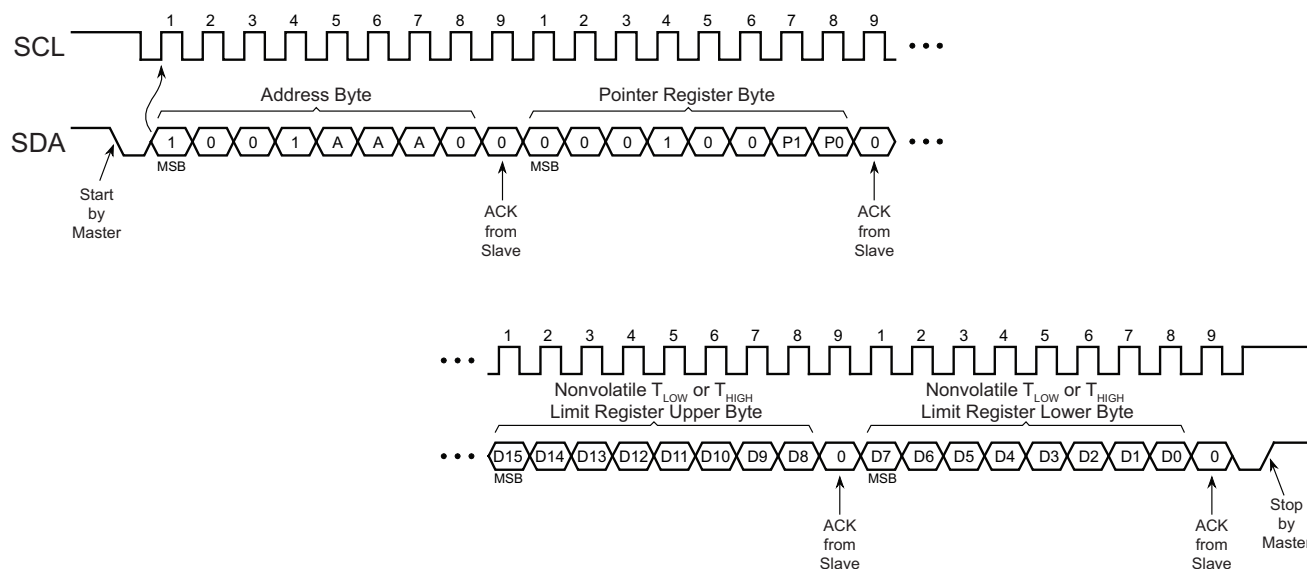 1 2 3 4 5 6 7 8 9 1 2 3 4 5 6 7 8 9
SCL
• • •
Address Byte
Pointer Register Byte
SDA
1 0 0 1 A A A 0 0 0 0 0 1 0 0 P1 P0 0
• • •
MSB
MSB
Start
by
Master
ACK
from
Slave
ACK
from
Slave
1 2 3 4 5 6 7 8 9 1 2 3 4 5 6 7 8 9
• • •
Nonvolatile TLOW or THIGH
Limit Register Upper Byte
Nonvolatile TLOW or THIGH
Limit Register Lower Byte
• • •
D15 D14 D13 D12 D11 D10 D9 D8 0 D7 D6 D5 D4 D3 D2 D1 D0 0
MSB
MSB
ACK
from
Slave
ACK
from
Slave
Stop
by
Master